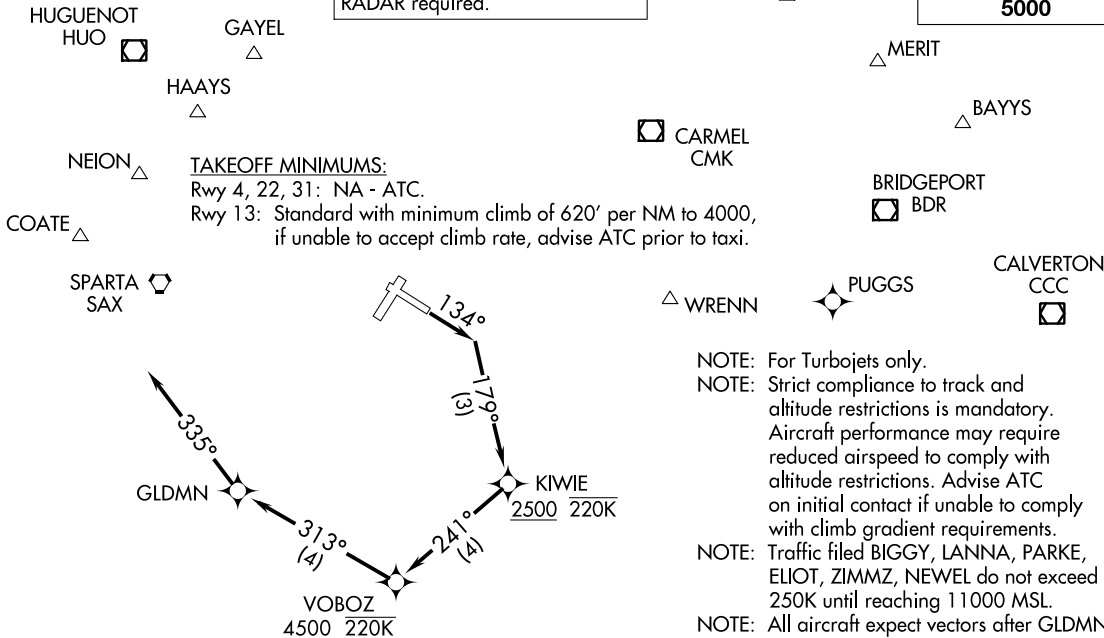 RADAR required.
5000
HUGUENOT
HUO
GAYEL
MERIT
HAAYS
BAYYS
CARMEL
CMK
NEION
TAKEOFF MINIMUMS:
Rwy 4, 22, 31: NA - ATC.
Rwy 13: Standard with minimum climb of 620' per NM to 4000,
if unable to accept climb rate, advise ATC prior to taxi.
BRIDGEPORT
BDR
COATE
SPARTA
SAX
CALVERTON
CCC
PUGGS
WRENN
134°
179°
(3)
335°
GLDMN
KIWIE
2500 220K
313°
(4)
241°
(4)
VOBOZ
4500 220K
NOTE: For Turbojets only.
NOTE: Strict compliance to track and
altitude restrictions is mandatory.
Aircraft performance may require
reduced airspeed to comply with
altitude restrictions. Advise ATC
on initial contact if unable to comply
with climb gradient requirements.
NOTE: Traffic filed BIGGY, LANNA, PARKE,
ELIOT, ZIMMZ, NEWEL do not exceed
250K until reaching 11000 MSL.
NOTE: All aircraft expect vectors after GLDMN